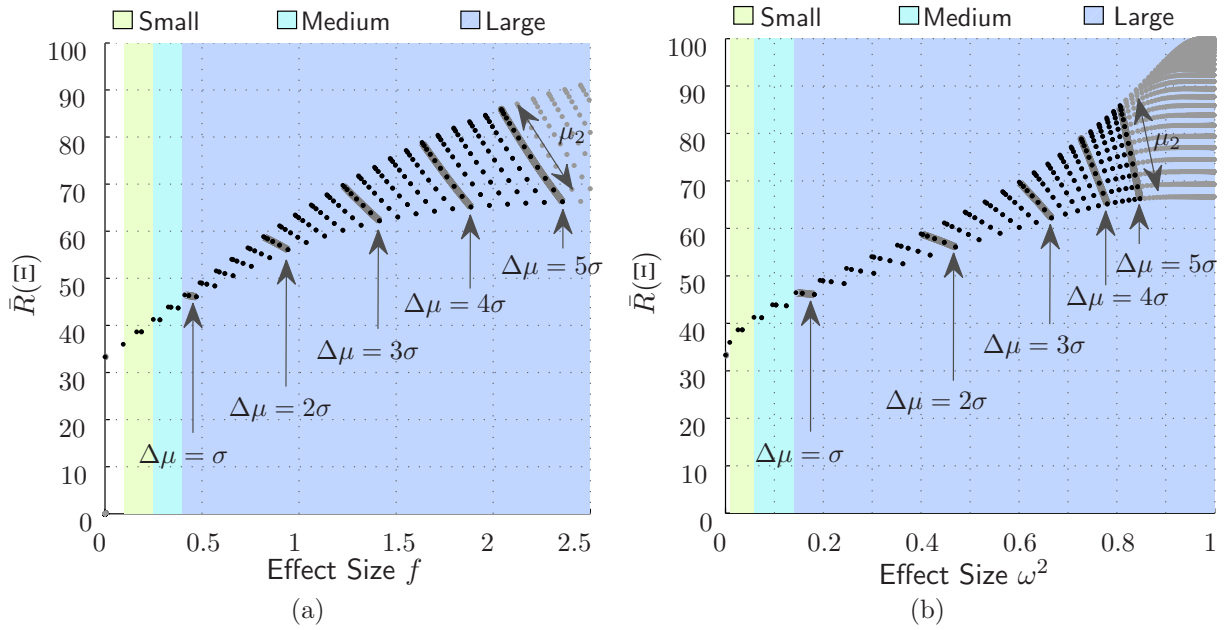 Small Medium Large
100
90
80
70
60
50
40
30
20
10
0
R̄(Ξ)
μ₂
Δμ = 5σ
Δμ = 4σ
Δμ = 3σ
Δμ = 2σ
Δμ = σ
0 0.5 1 1.5 2 2.5
Effect Size f
(a)
Small Medium Large
100
90
80
70
60
50
40
30
20
10
0
R̄(Ξ)
μ₂
Δμ = 5σ
Δμ = 4σ
Δμ = 3σ
Δμ = 2σ
Δμ = σ
0 0.2 0.4 0.6 0.8 1
Effect Size ω²
(b)